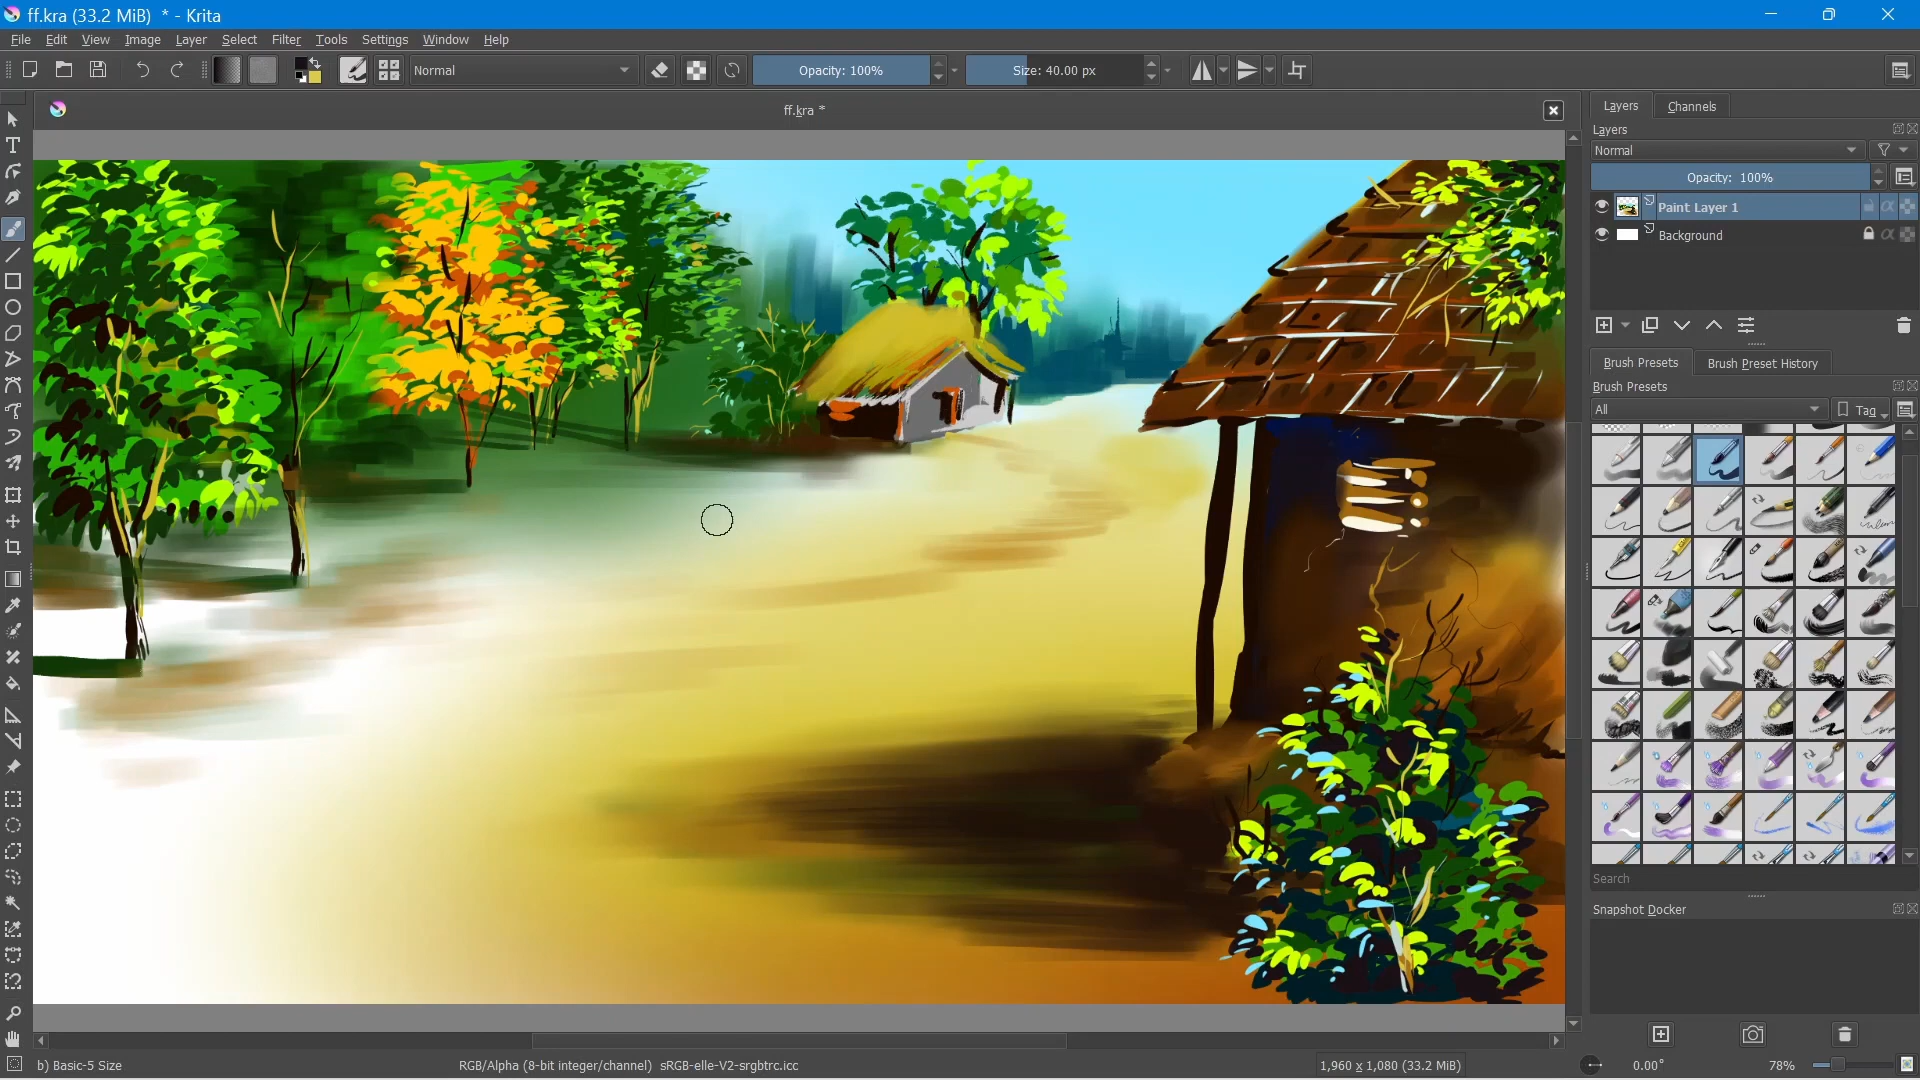 ff.kra (33.2 MiB)  * - Krita
File Edit View Image Layer Select Filter Tools Settings Window Help
Normal Opacity: 100% Size: 40.00 px
ff.kra *
Layers Channels
Layers
Normal
Opacity:  100%
Paint Layer 1
Background
Brush Presets Brush Preset History
Brush Presets
All Tag
Search
Snapshot Docker
b) Basic-5 Size RGB/Alpha (8-bit integer/channel)  sRGB-elle-V2-srgbtrc.icc 1,960 x 1,080 (33.2 MiB) 0.00° 78%